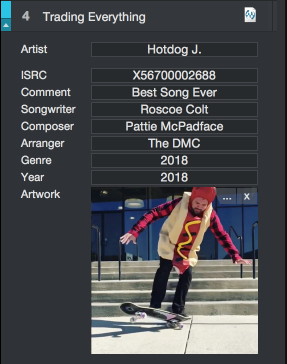 4 Trading Everything
Artist Hotdog J.
ISRC X56700002688
Comment Best Song Ever
Songwriter Roscoe Colt
Composer Pattie McPadface
Arranger The DMC
Genre 2018
Year 2018
Artwork ... x